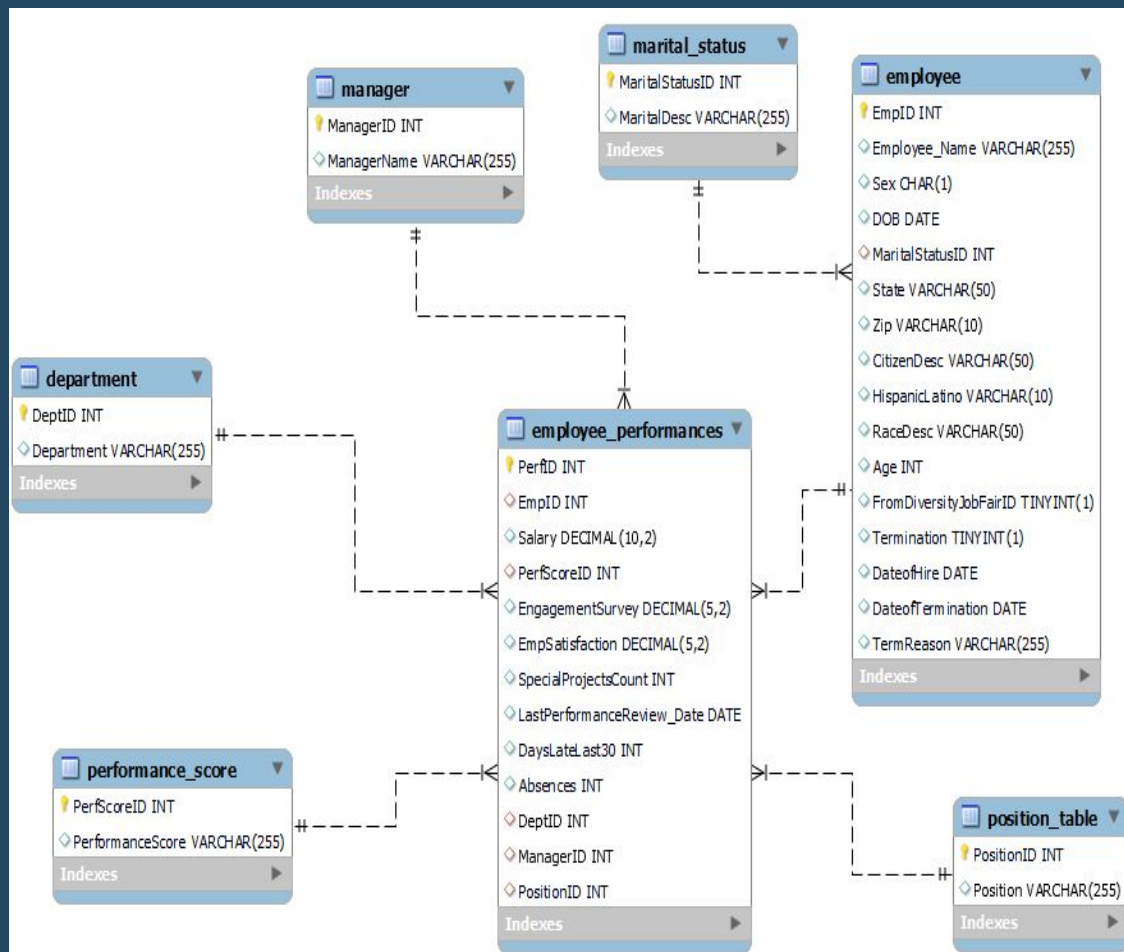 marital_status
MaritalStatusID INT
MaritalDesc VARCHAR(255)
Indexes
manager
ManagerID INT
ManagerName VARCHAR(255)
Indexes
employee
EmpID INT
Employee_Name VARCHAR(255)
Sex CHAR(1)
DOB DATE
MaritalStatusID INT
State VARCHAR(50)
Zip VARCHAR(10)
CitizenDesc VARCHAR(50)
HispanicLatino VARCHAR(10)
RaceDesc VARCHAR(50)
Age INT
FromDiversityJobFairID TINYINT(1)
Termination TINYINT(1)
DateofHire DATE
DateofTermination DATE
TermReason VARCHAR(255)
Indexes
department
DeptID INT
Department VARCHAR(255)
Indexes
employee_performances
PerfID INT
EmpID INT
Salary DECIMAL(10,2)
PerfScoreID INT
EngagementSurvey DECIMAL(5,2)
EmpSatisfaction DECIMAL(5,2)
SpecialProjectsCount INT
LastPerformanceReview_Date DATE
DaysLateLast30 INT
Absences INT
DeptID INT
ManagerID INT
PositionID INT
Indexes
performance_score
PerfScoreID INT
PerformanceScore VARCHAR(255)
Indexes
position_table
PositionID INT
Position VARCHAR(255)
Indexes